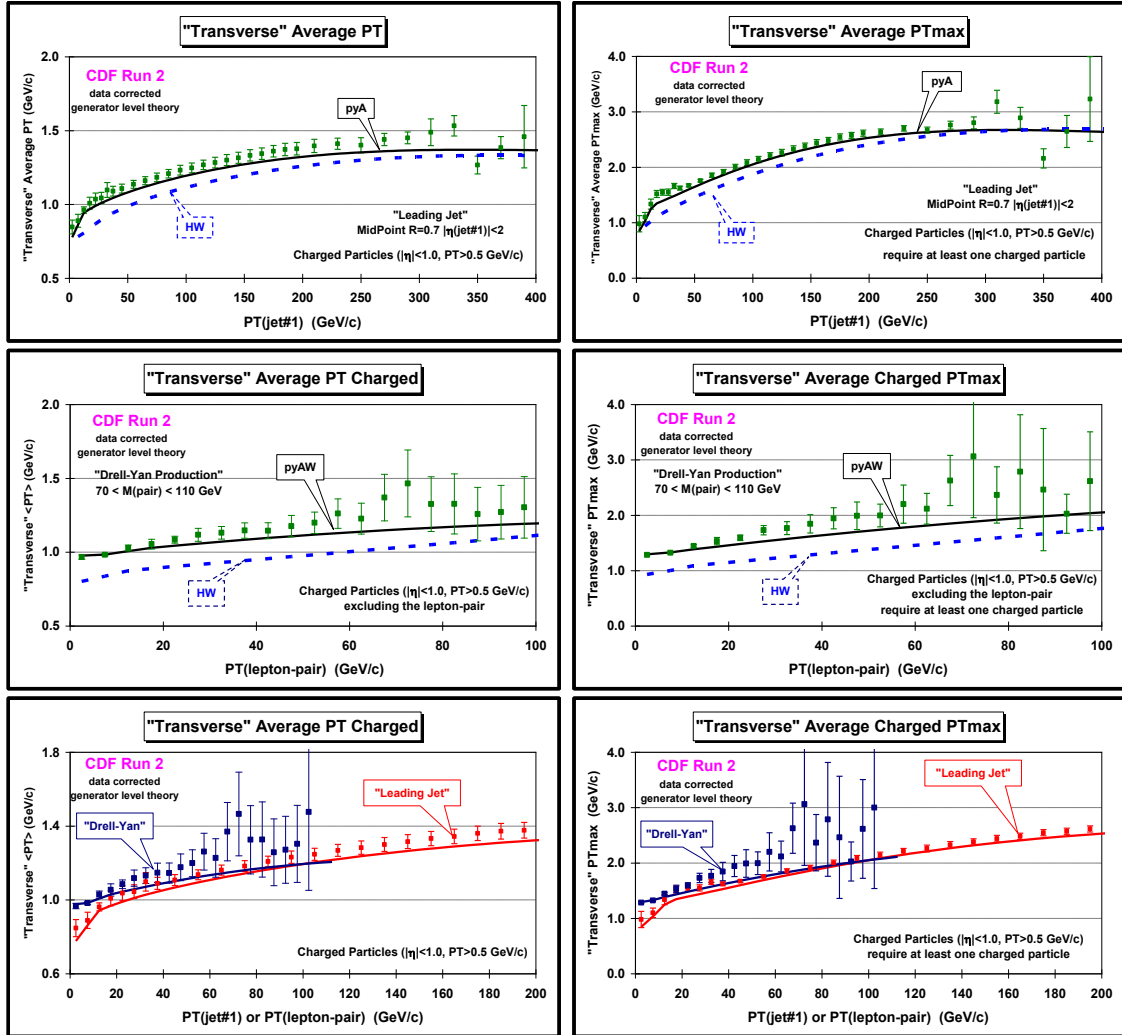 "Transverse" Average PT
2.0
1.5
1.0
0.5
"Transverse" Average PT (GeV/c)
CDF Run 2
data corrected
generator level theory
pyA
HW
"Leading Jet"
MidPoint R=0.7 |η(jet#1)|<2
Charged Particles (|η|<1.0, PT>0.5 GeV/c)
0 50 100 150 200 250 300 350 400
PT(jet#1) (GeV/c)
"Transverse" Average PTmax
4.0
3.0
2.0
1.0
0.0
"Transverse" Average PTmax (GeV/c)
CDF Run 2
data corrected
generator level theory
pyA
HW
"Leading Jet"
MidPoint R=0.7 |η(jet#1)|<2
Charged Particles (|η|<1.0, PT>0.5 GeV/c)
require at least one charged particle
0 50 100 150 200 250 300 350 400
PT(jet#1) (GeV/c)
"Transverse" Average PT Charged
2.0
1.5
1.0
0.5
"Transverse" <PT> (GeV/c)
CDF Run 2
data corrected
generator level theory
"Drell-Yan Production"
70 < M(pair) < 110 GeV
pyAW
HW
Charged Particles (|η|<1.0, PT>0.5 GeV/c)
excluding the lepton-pair
0 20 40 60 80 100
PT(lepton-pair) (GeV/c)
"Transverse" Average Charged PTmax
4.0
3.0
2.0
1.0
0.0
"Transverse" PTmax (GeV/c)
CDF Run 2
data corrected
generator level theory
"Drell-Yan Production"
70 < M(pair) < 110 GeV
pyAW
HW
Charged Particles (|η|<1.0, PT>0.5 GeV/c)
excluding the lepton-pair
require at least one charged particle
0 20 40 60 80 100
PT(lepton-pair) (GeV/c)
"Transverse" Average PT Charged
1.8
1.4
1.0
0.6
"Transverse" <PT> (GeV/c)
CDF Run 2
data corrected
generator level theory
"Drell-Yan"
"Leading Jet"
Charged Particles (|η|<1.0, PT>0.5 GeV/c)
0 20 40 60 80 100 120 140 160 180 200
PT(jet#1) or PT(lepton-pair) (GeV/c)
"Transverse" Average Charged PTmax
4.0
3.0
2.0
1.0
0.0
"Transverse" PTmax (GeV/c)
CDF Run 2
data corrected
generator level theory
"Drell-Yan"
"Leading Jet"
Charged Particles (|η|<1.0, PT>0.5 GeV/c)
require at least one charged particle
0 20 40 60 80 100 120 140 160 180 200
PT(jet#1) or PT(lepton-pair) (GeV/c)